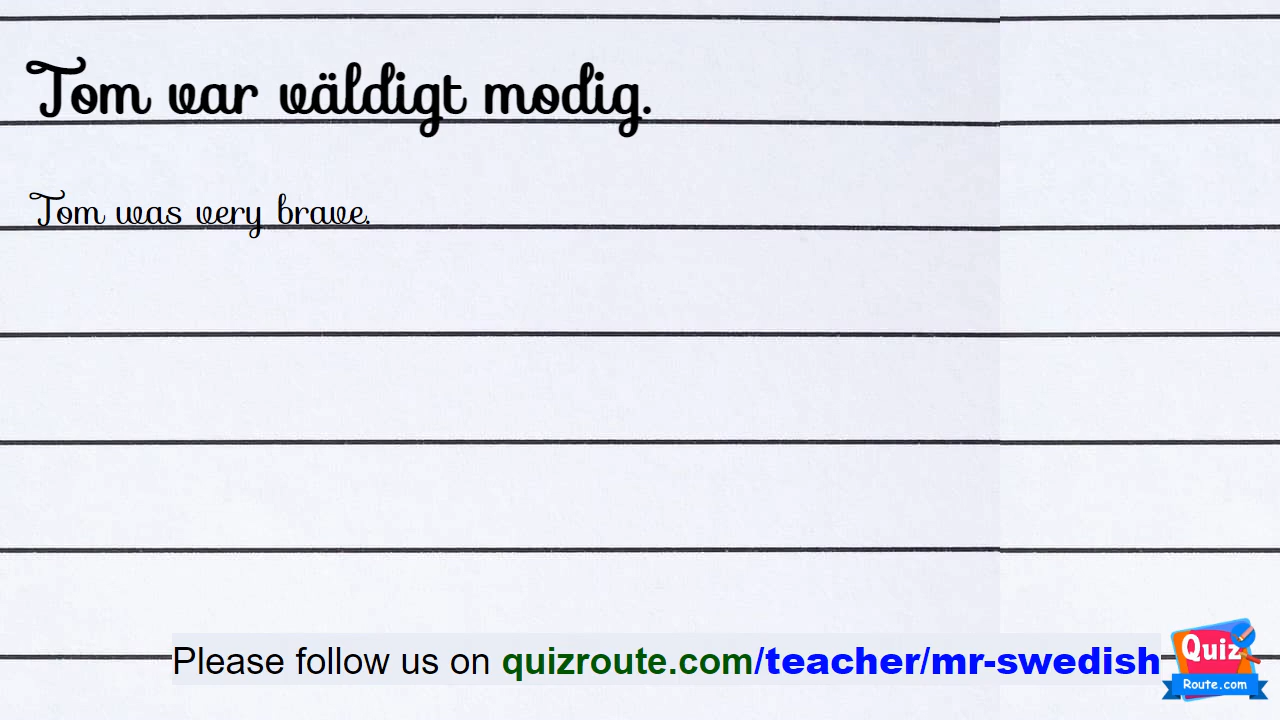 Tom var väldigt modig.
Tom was very brave.
Please follow us on quizroute.com/teacher/mr-swedish
Quiz
Route.com